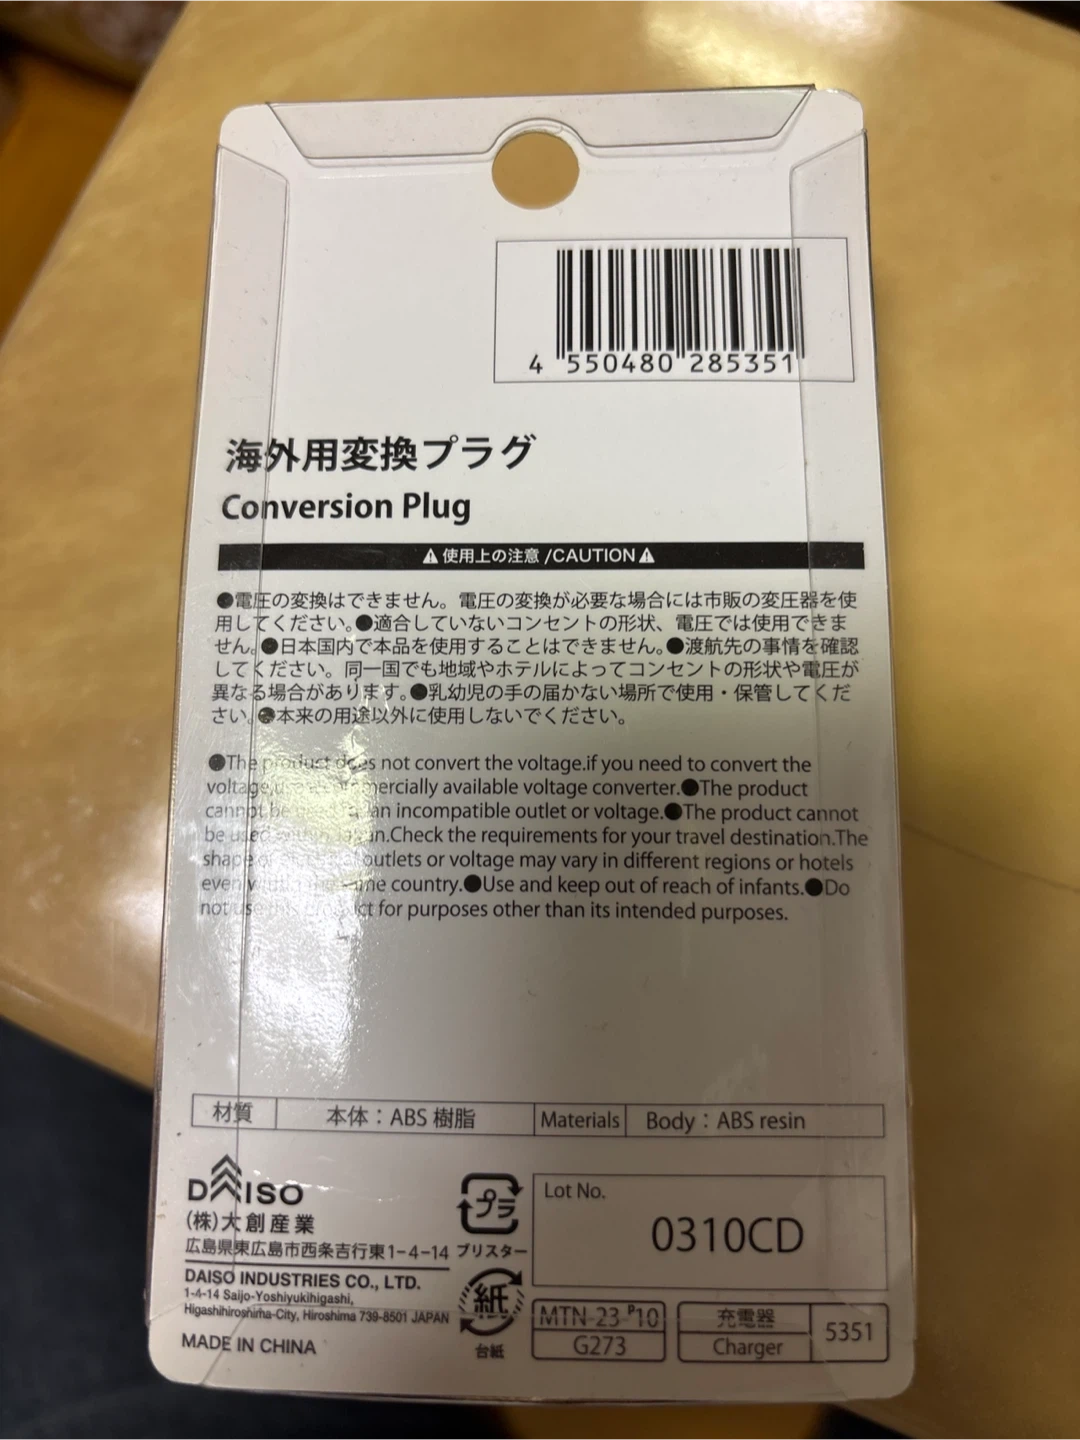 4 550480 285351
海外用変換プラグ
Conversion Plug
⚠使用上の注意 /CAUTION⚠
●電圧の変換はできません。電圧の変換が必要な場合には市販の変圧器を使
用してください。●適合していないコンセントの形状、電圧では使用できま
せん。●日本国内で本品を使用することはできません。●渡航先の事情を確認
してください。同一国でも地域やホテルによってコンセントの形状や電圧が
異なる場合があります。●乳幼児の手の届かない場所で使用・保管してくだ
さい。●本来の用途以外に使用しないでください。
●The product does not convert the voltage.if you need to convert the
voltage, commercially available voltage converter.●The product
cannot be an incompatible outlet or voltage.●The product cannot
be used Japan.Check the requirements for your travel destination.The
shape of outlets or voltage may vary in different regions or hotels
even same country.●Use and keep out of reach of infants.●Do
not use this product for purposes other than its intended purposes.
材質 本体：ABS 樹脂 Materials Body：ABS resin
DAISO
(株)大創産業
広島県東広島市西条吉行東1-4-14
DAISO INDUSTRIES CO., LTD.
1-4-14 Saijo-Yoshiyukihigashi,
Higashihiroshima-City, Hiroshima 739-8501 JAPAN
MADE IN CHINA
プラ
ブリスター
紙
台紙
Lot No.
0310CD
MTN-23-P10
G273
充電器
Charger
5351